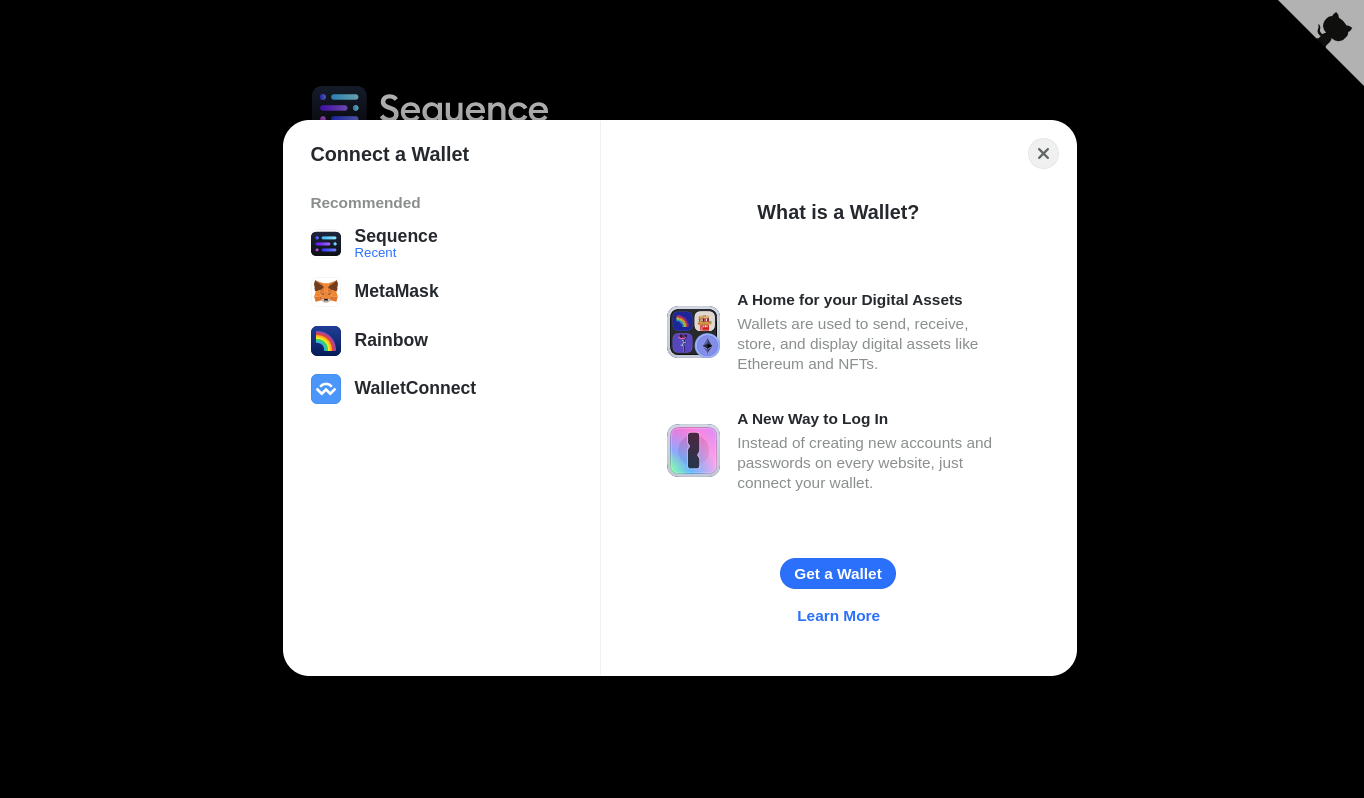 Sequence
Connect a Wallet
Recommended
Sequence
Recent
MetaMask
Rainbow
WalletConnect
What is a Wallet?
A Home for your Digital Assets
Wallets are used to send, receive,
store, and display digital assets like
Ethereum and NFTs.
A New Way to Log In
Instead of creating new accounts and
passwords on every website, just
connect your wallet.
Get a Wallet
Learn More